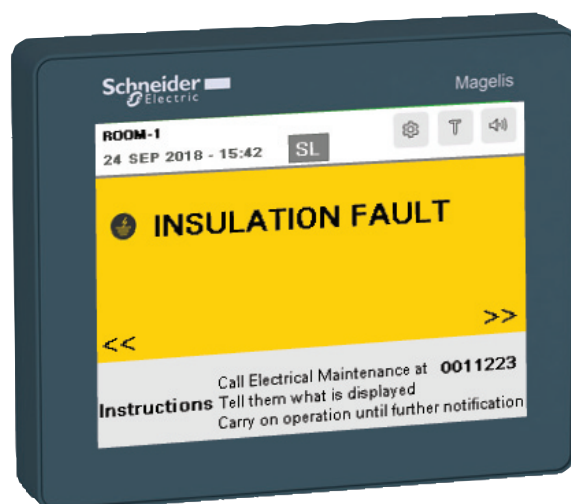 Schneider
Electric
Magelis
ROOM-1
24 SEP 2018 - 15:42
SL
T
INSULATION FAULT
<<
>>
Call Electrical Maintenance at 0011223
Instructions Tell them what is displayed
Carry on operation until further notification